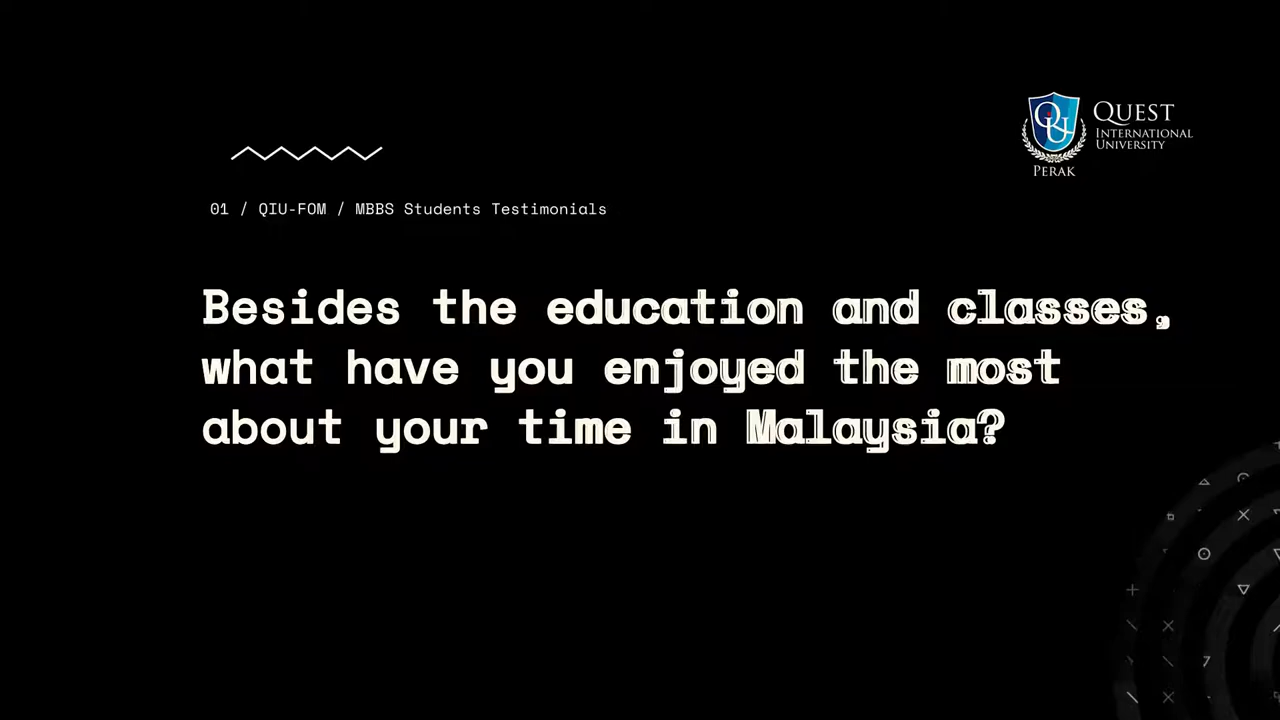 QUEST
INTERNATIONAL
UNIVERSITY
PERAK
01 / QIU-FOM / MBBS Students Testimonials
Besides the education and classes,
what have you enjoyed the most
about your time in Malaysia?